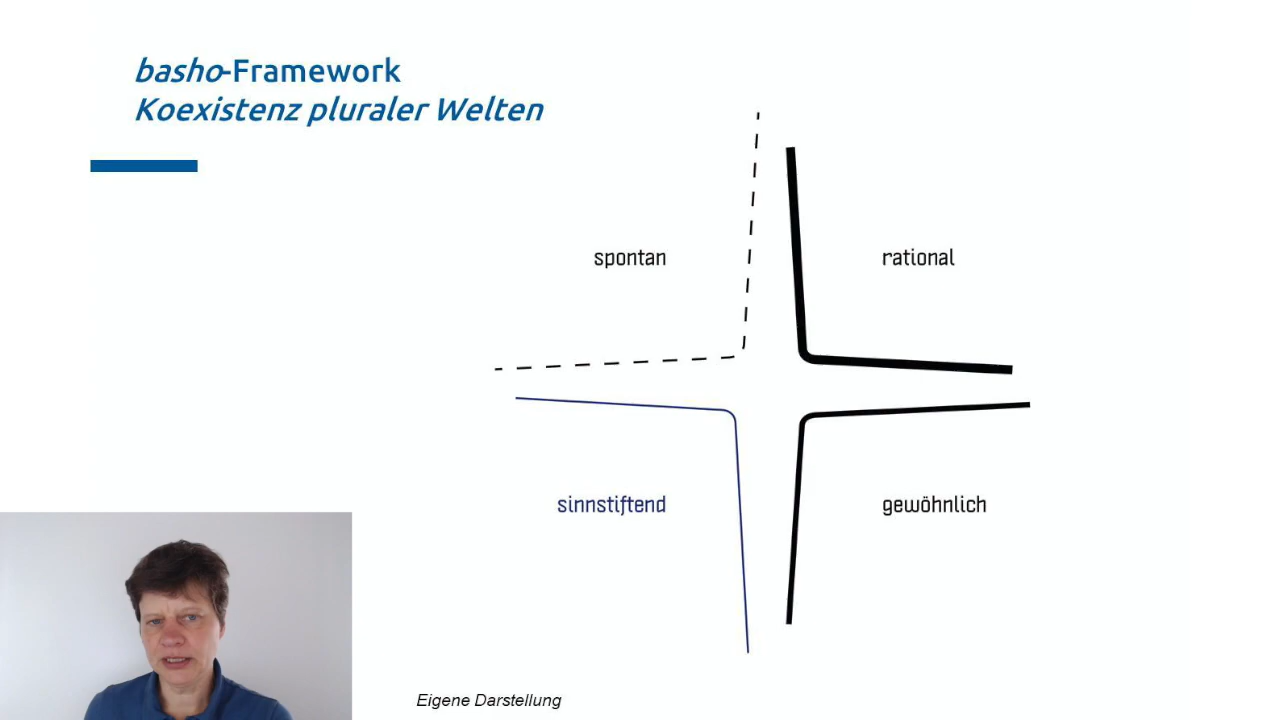 basho-Framework
Koexistenz pluraler Welten
spontan
rational
sinnstiftend
gewöhnlich
Eigene Darstellung